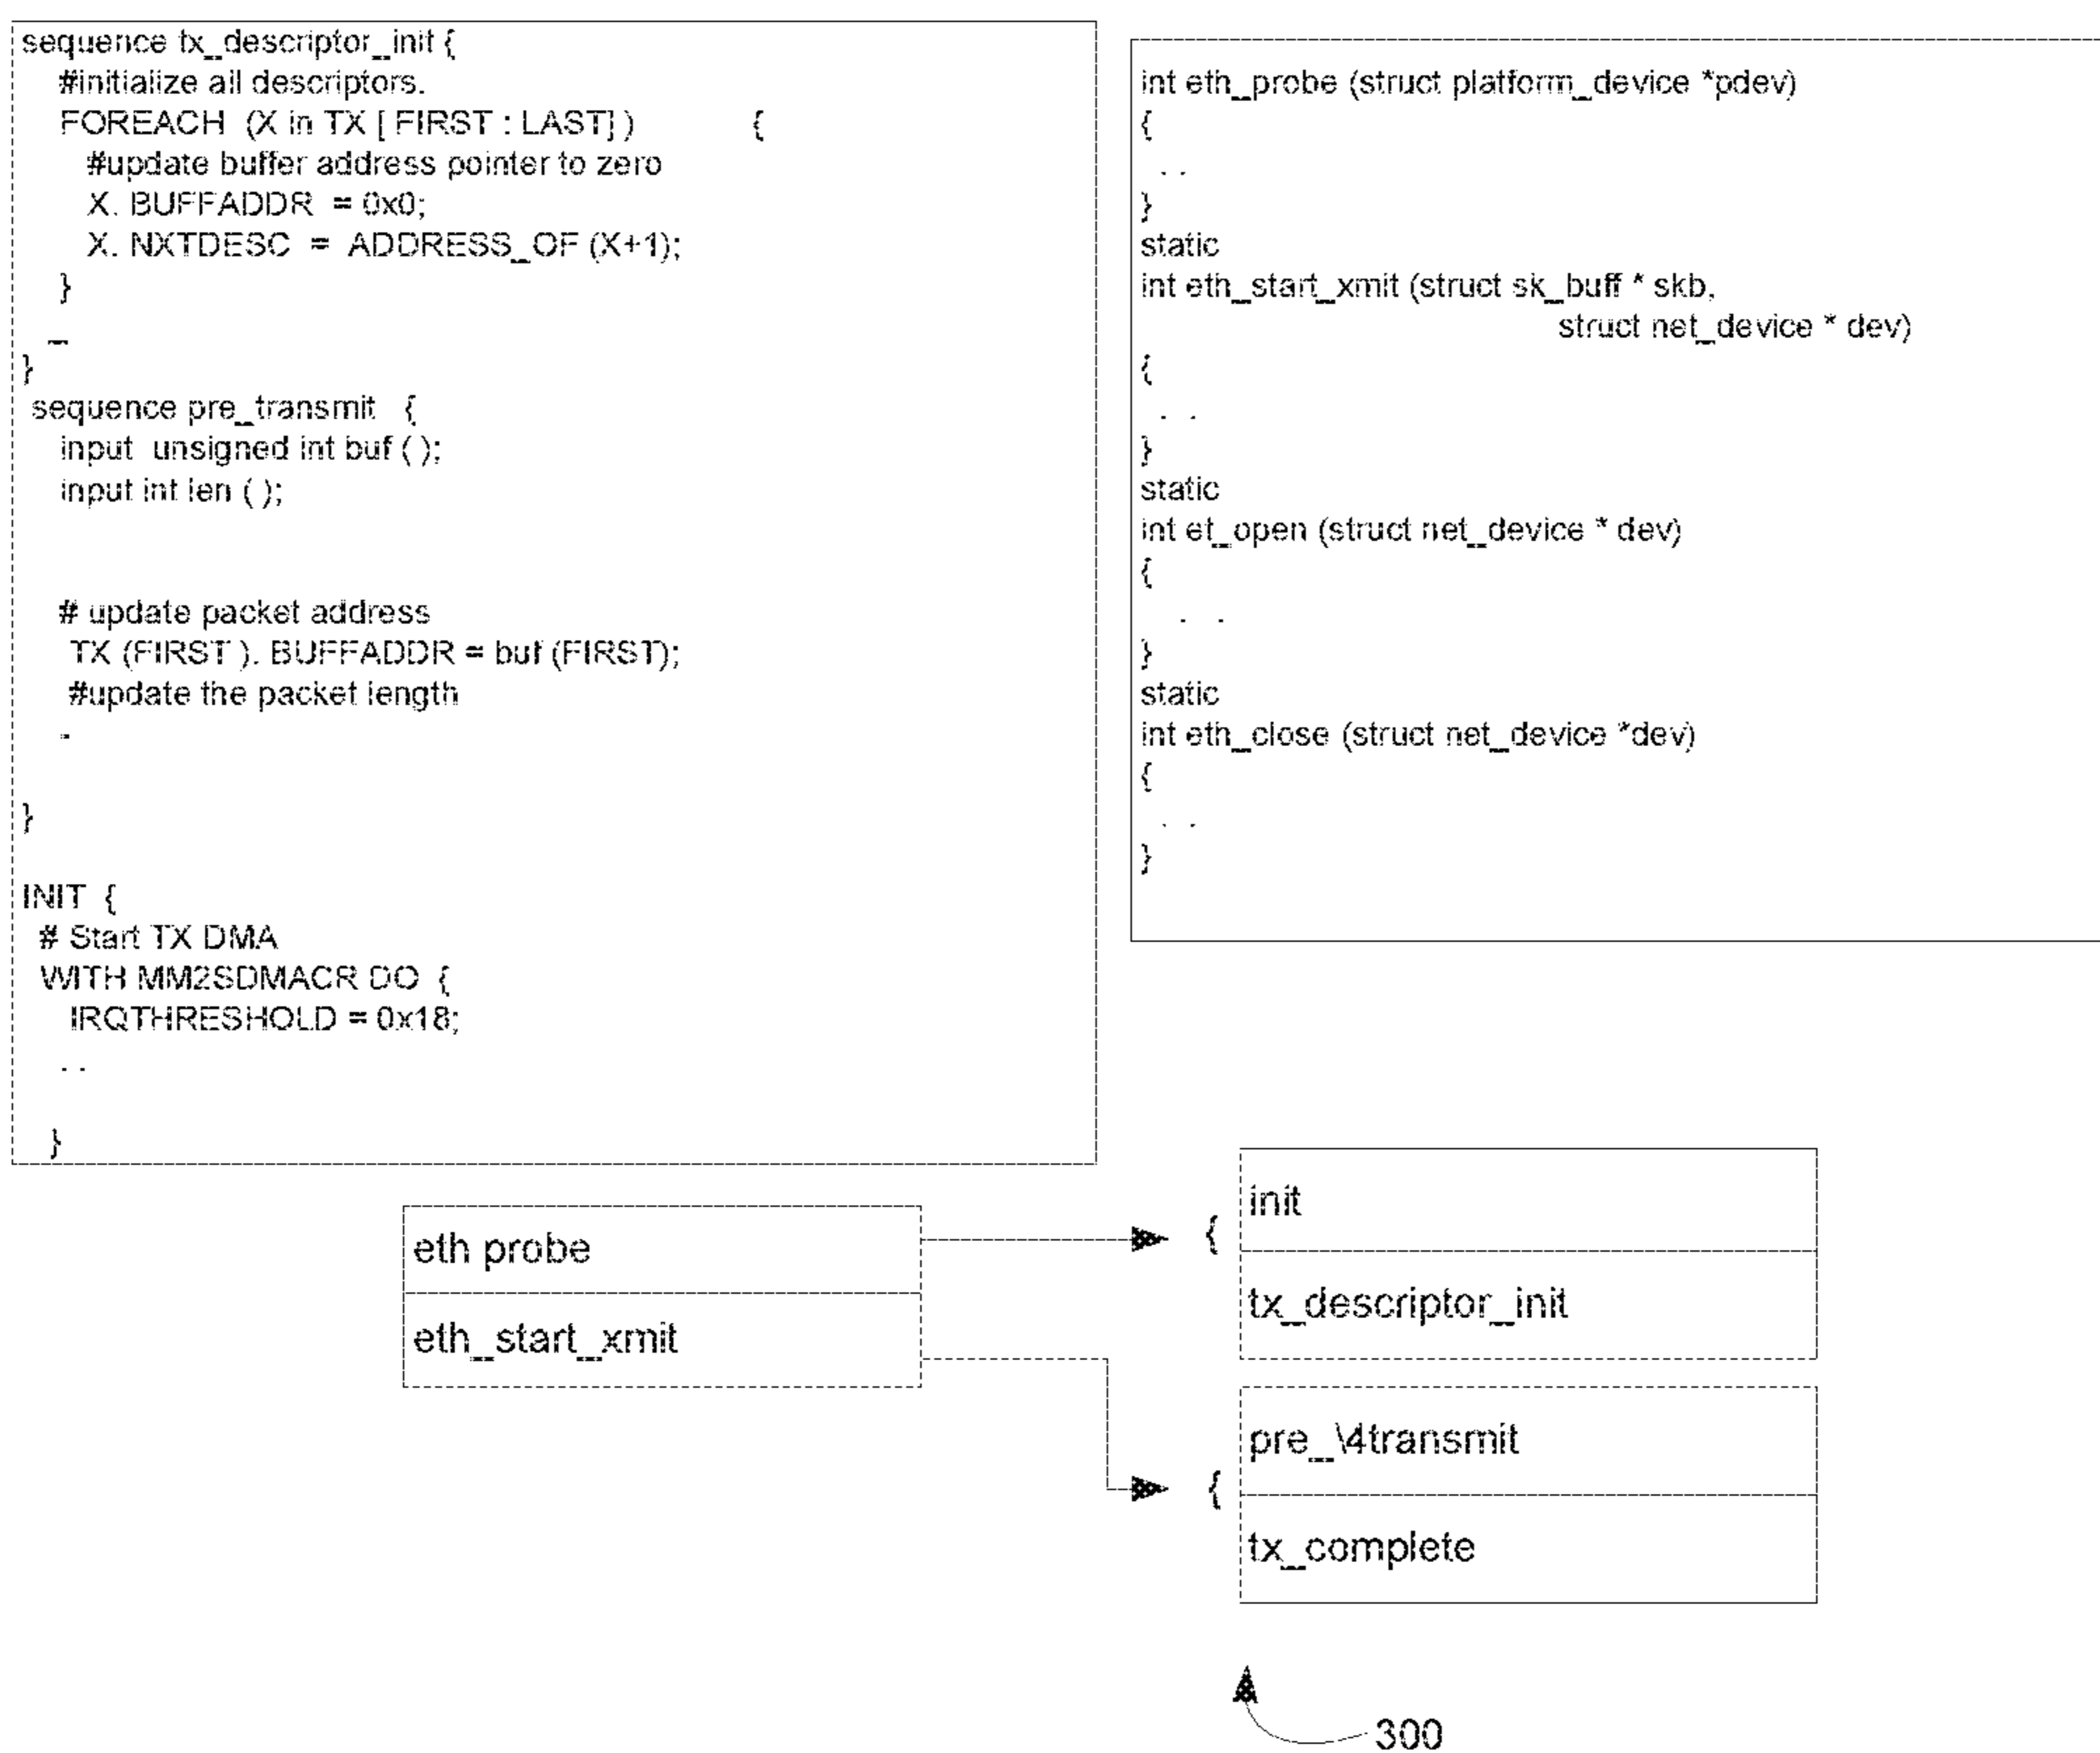 sequence tx_descriptor_init {
#initialize all descriptors.
FOREACH (X in TX [ FIRST : LAST] ) {
#update buffer address pointer to zero
X. BUFFADDR = 0x0;
X. NXTDESC = ADDRESS_OF (X+1);
}
...
}
sequence pre_transmit {
input unsigned int buf ( );
input int len ( );
# update packet address
TX (FIRST ). BUFFADDR = buf (FIRST);
#update the packet length
-
}
INIT {
# Start TX DMA
WITH MM2SDMACR DO {
IRQTHRESHOLD = 0x18;
. .
}
int eth_probe (struct platform_device *pdev)
{
. .
}
static
int eth_start_xmit (struct sk_buff * skb,
struct net_device * dev)
{
. .
}
static
int et_open (struct net_device * dev)
{
. .
}
static
int eth_close (struct net_device *dev)
{
. .
}
eth probe
eth_start_xmit
{
init
tx_descriptor_init
{
pre_\4transmit
tx_complete
300